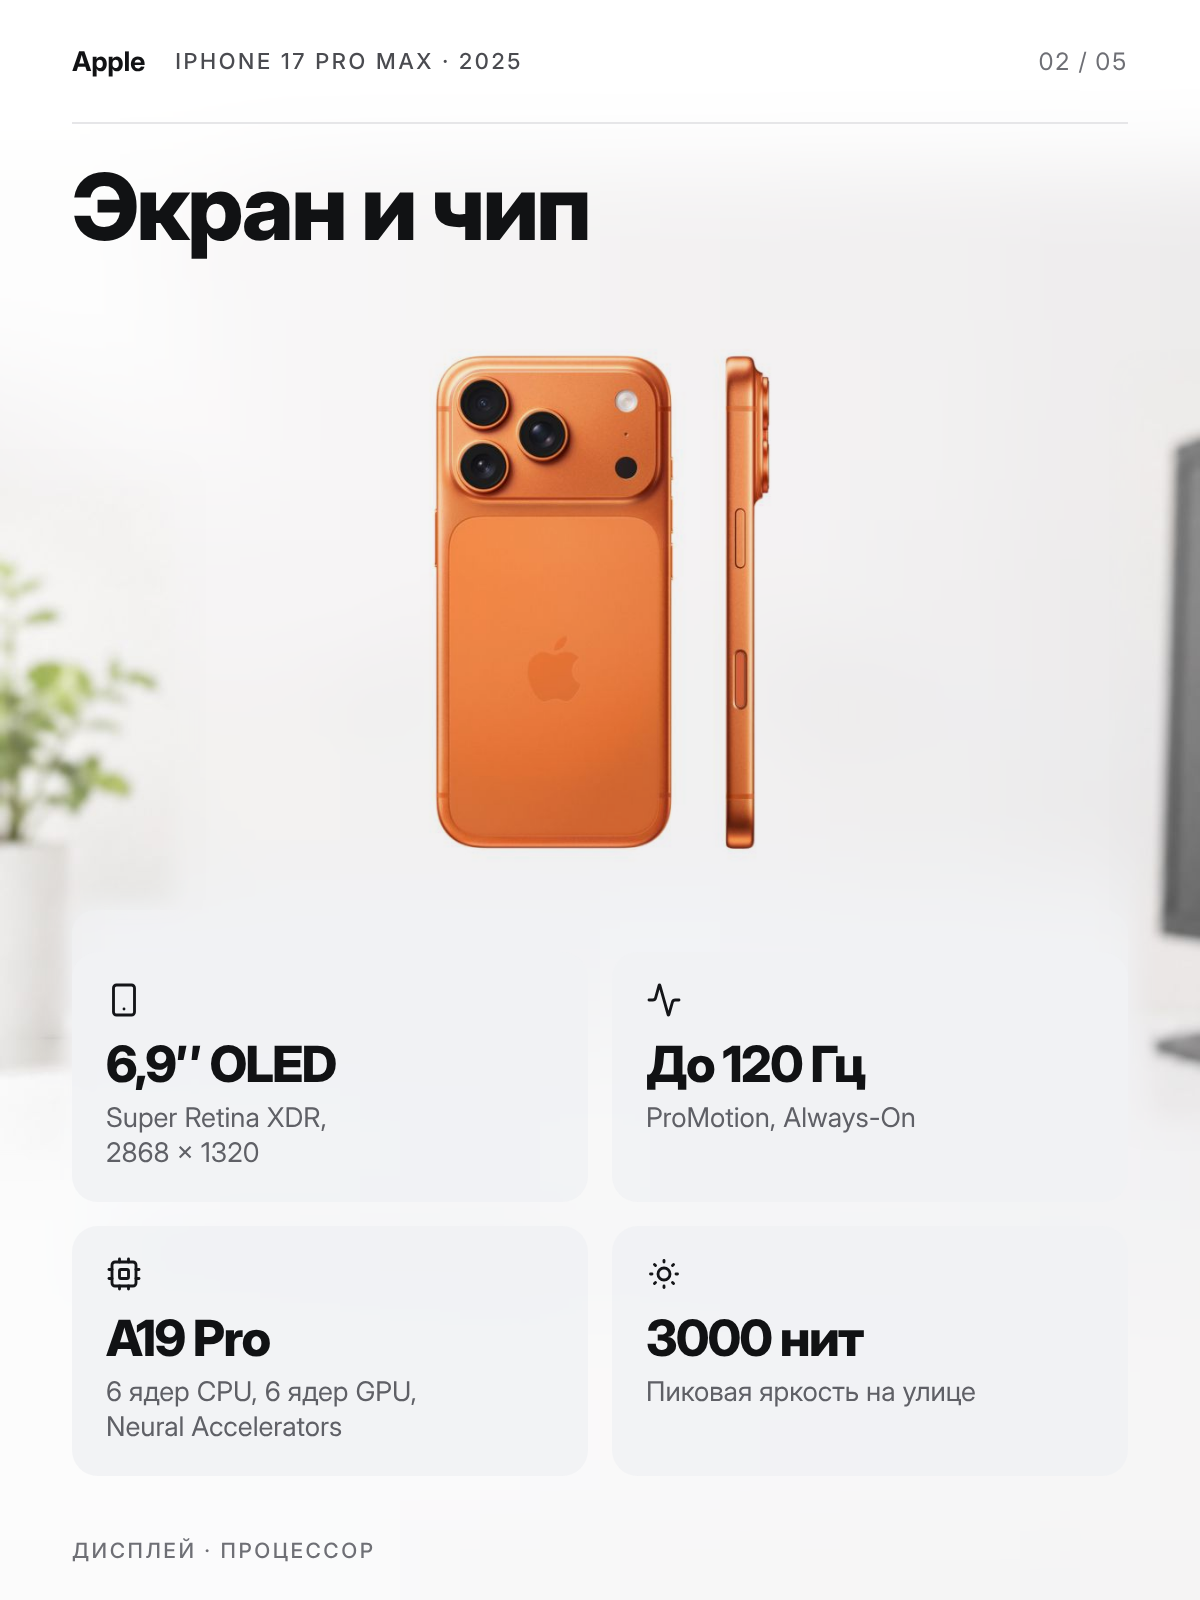 Apple IPHONE 17 PRO MAX · 2025 02 / 05
Экран и чип
6,9″ OLED
Super Retina XDR,
2868 × 1320
До 120 Гц
ProMotion, Always-On
A19 Pro
6 ядер CPU, 6 ядер GPU,
Neural Accelerators
3000 нит
Пиковая яркость на улице
ДИСПЛЕЙ · ПРОЦЕССОР